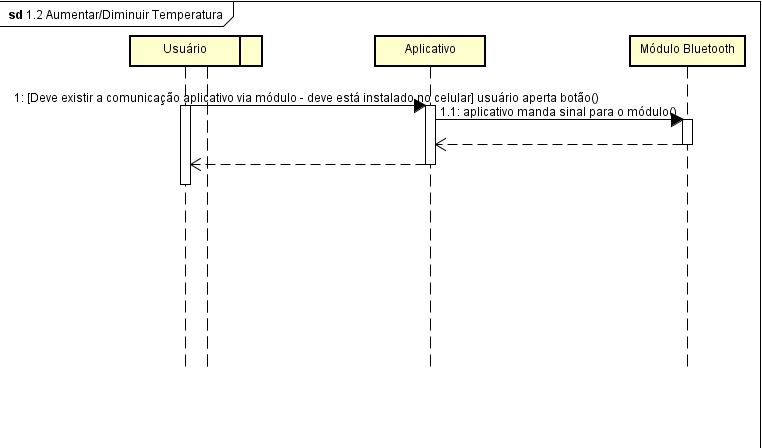 sd 1.2 Aumentar/Diminuir Temperatura
Usuário
Aplicativo
Módulo Bluetooth
1: [Deve existir a comunicação aplicativo via módulo - deve está instalado no celular] usuário aperta botão()
1.1: aplicativo manda sinal para o módulo()